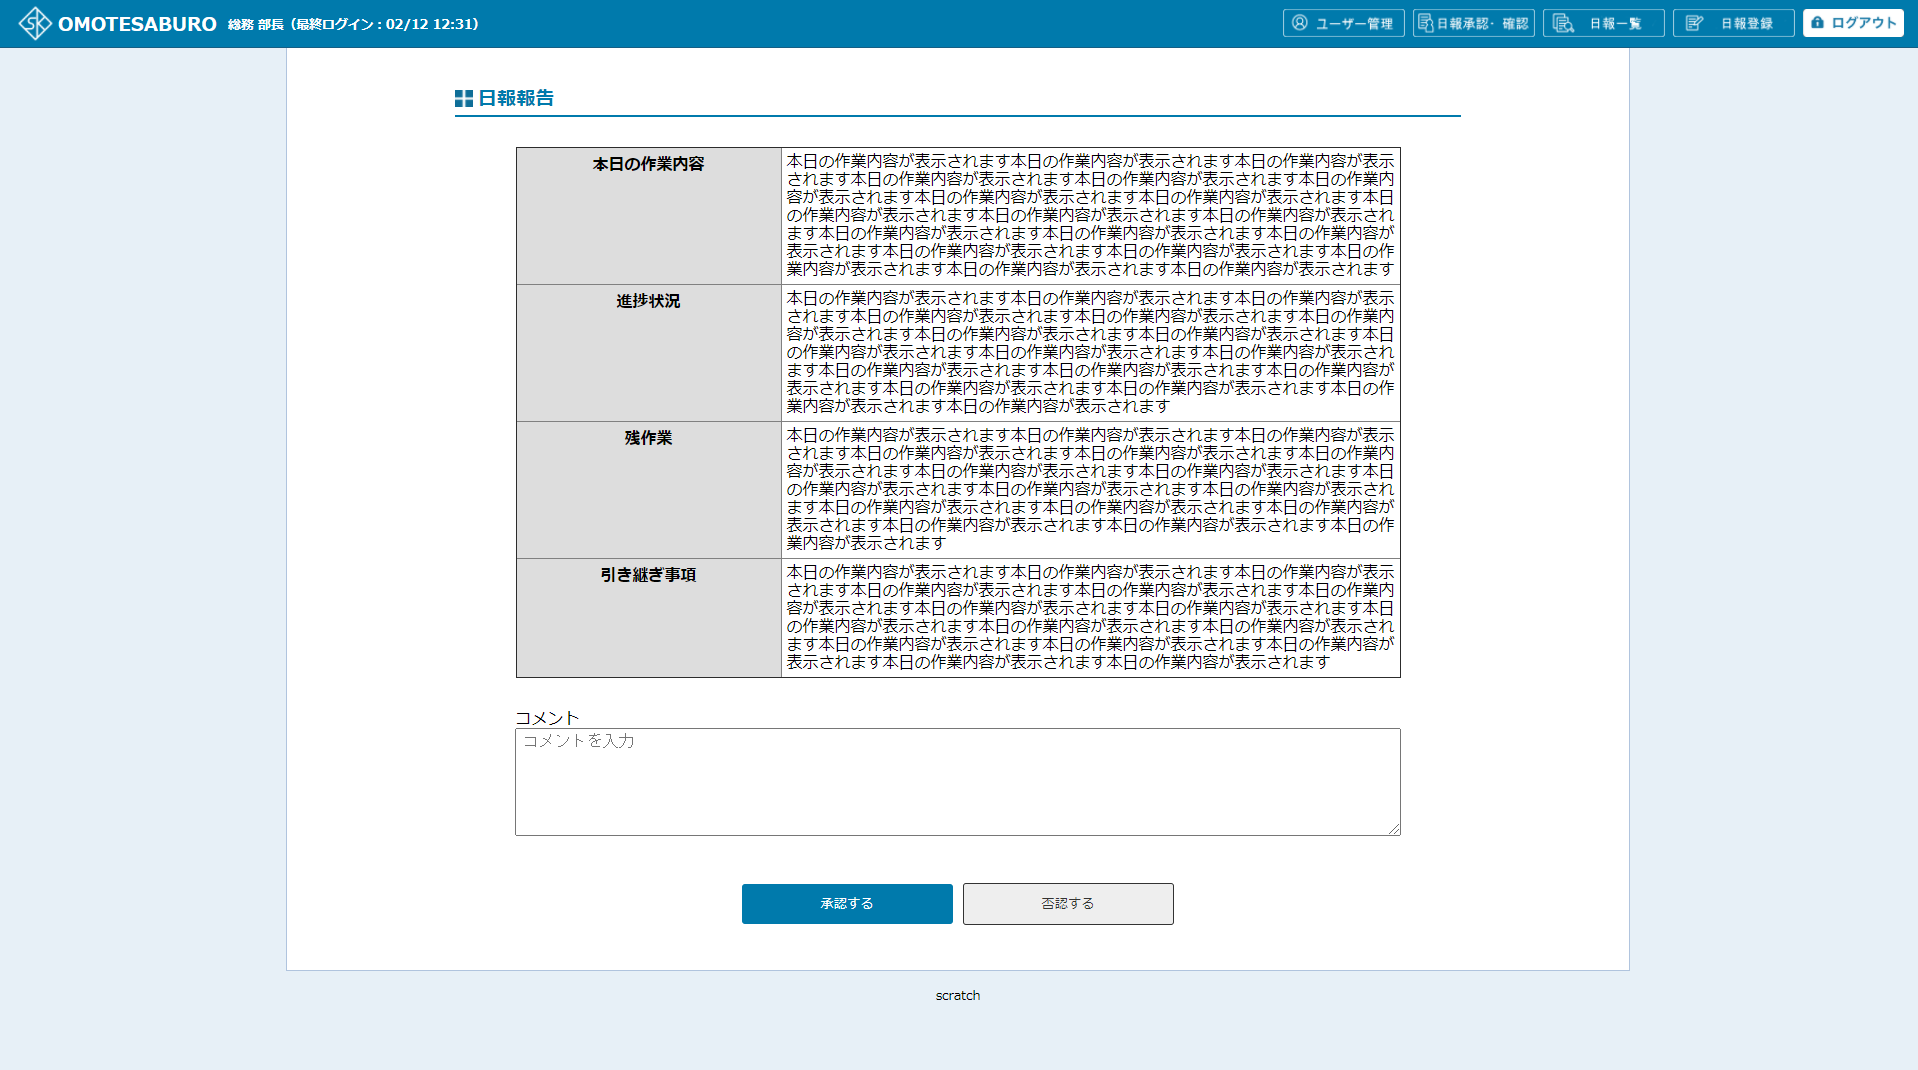 OMOTESABURO 総務 部長（最終ログイン : 02/12 12:31） ユーザー管理 日報承認・確認 日報一覧 日報登録 ログアウト
日報報告
本日の作業内容
本日の作業内容が表示されます本日の作業内容が表示されます本日の作業内容が表示
されます本日の作業内容が表示されます本日の作業内容が表示されます本日の作業内
容が表示されます本日の作業内容が表示されます本日の作業内容が表示されます本日
の作業内容が表示されます本日の作業内容が表示されます本日の作業内容が表示され
ます本日の作業内容が表示されます本日の作業内容が表示されます本日の作業内容が
表示されます本日の作業内容が表示されます本日の作業内容が表示されます本日の作
業内容が表示されます本日の作業内容が表示されます本日の作業内容が表示されます
進捗状況
本日の作業内容が表示されます本日の作業内容が表示されます本日の作業内容が表示
されます本日の作業内容が表示されます本日の作業内容が表示されます本日の作業内
容が表示されます本日の作業内容が表示されます本日の作業内容が表示されます本日
の作業内容が表示されます本日の作業内容が表示されます本日の作業内容が表示され
ます本日の作業内容が表示されます本日の作業内容が表示されます本日の作業内容が
表示されます本日の作業内容が表示されます本日の作業内容が表示されます本日の作
業内容が表示されます本日の作業内容が表示されます
残作業
本日の作業内容が表示されます本日の作業内容が表示されます本日の作業内容が表示
されます本日の作業内容が表示されます本日の作業内容が表示されます本日の作業内
容が表示されます本日の作業内容が表示されます本日の作業内容が表示されます本日
の作業内容が表示されます本日の作業内容が表示されます本日の作業内容が表示され
ます本日の作業内容が表示されます本日の作業内容が表示されます本日の作業内容が
表示されます本日の作業内容が表示されます本日の作業内容が表示されます本日の作
業内容が表示されます
引き継ぎ事項
本日の作業内容が表示されます本日の作業内容が表示されます本日の作業内容が表示
されます本日の作業内容が表示されます本日の作業内容が表示されます本日の作業内
容が表示されます本日の作業内容が表示されます本日の作業内容が表示されます本日
の作業内容が表示されます本日の作業内容が表示されます本日の作業内容が表示され
ます本日の作業内容が表示されます本日の作業内容が表示されます本日の作業内容が
表示されます本日の作業内容が表示されます本日の作業内容が表示されます
コメント
コメントを入力
承認する 否認する
scratch